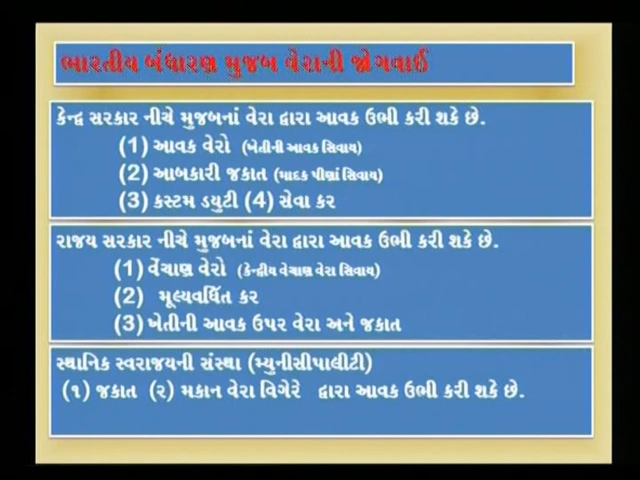 ભારતીય બંધારણ મુજબ વેરાની જોગવાઈ
કેન્દ્ર સરકાર નીચે મુજબનાં વેરા દ્વારા આવક ઉભી કરી શકે છે.
(1) આવક વેરો (ખેતીની આવક સિવાય)
(2) આબકારી જકાત (માદક પીણાં સિવાય)
(3) કસ્ટમ ડયુટી (4) સેવા કર
રાજ્ય સરકાર નીચે મુજબનાં વેરા દ્વારા આવક ઉભી કરી શકે છે.
(1) વેંચાણ વેરો (કેન્દ્રીય વેચાણ વેરા સિવાય)
(2) મૂલ્યવર્ધિત કર
(3) ખેતીની આવક ઉપર વેરા અને જકાત
સ્થાનિક સ્વરાજયની સંસ્થા (મ્યુનીસીપાલીટી)
(૧) જકાત (૨) મકાન વેરા વિગેરે દ્વારા આવક ઉભી કરી શકે છે.